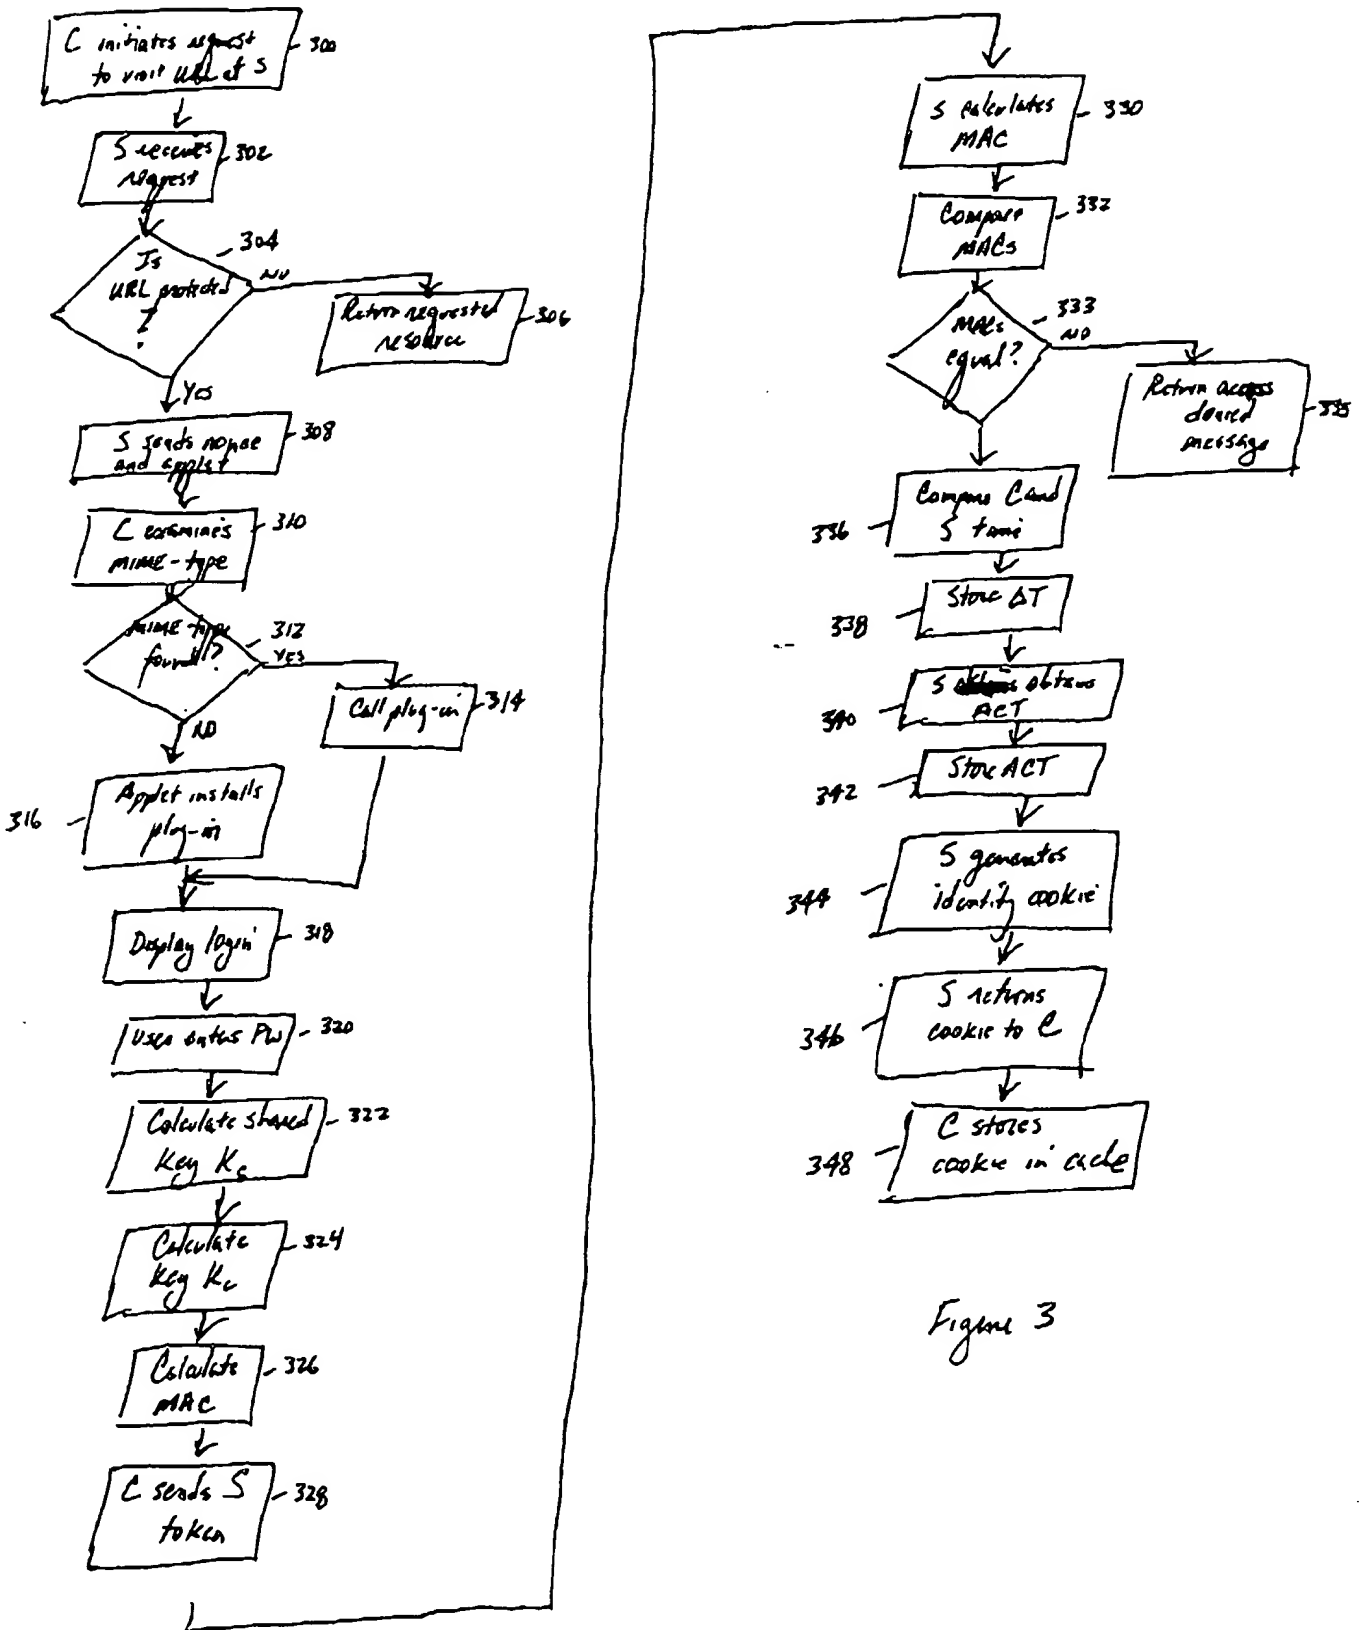 C initiates request
to visit URL at S
300
S receives
request
302
304
Is
URL protected
?
NO
Return requested
resource
306
Yes
S sends nonce
and applet
308
C examines
MIME-type
310
MIME-type
found?
312
YES
Call plug-in
314
NO
Applet installs
plug-in
316
Display login
318
User enters PW
320
Calculate shared
Key Ks
322
Calculate
Key Kc
324
Calculate
MAC
326
C sends S
token
328
S calculates
MAC
330
Compare
MACs
332
MACs
equal?
333
NO
Return access
denied
message
335
Compare C and
S time
336
Store ΔT
338
S obtains
ACT
340
Store ACT
342
S generates
identity cookie
344
S returns
cookie to C
346
C stores
cookie in cache
348
Figure 3